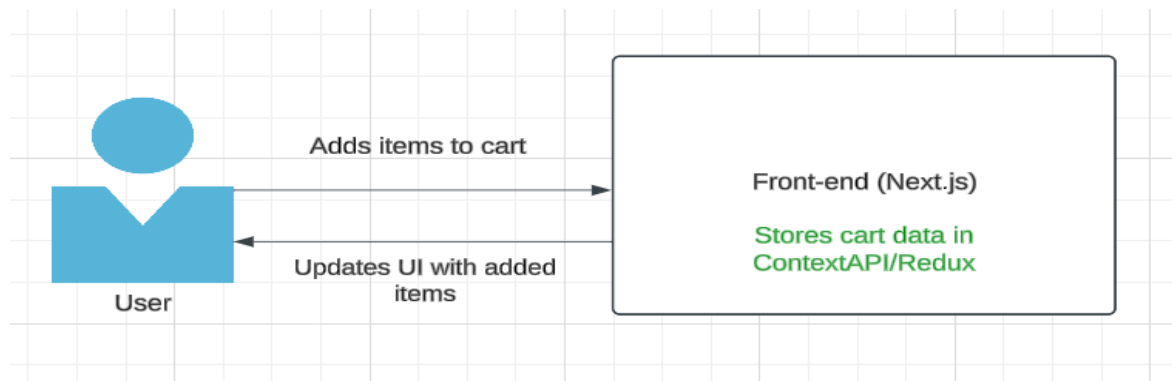 Adds items to cart
Front-end (Next.js)
Stores cart data in
ContextAPI/Redux
Updates UI with added
items
User